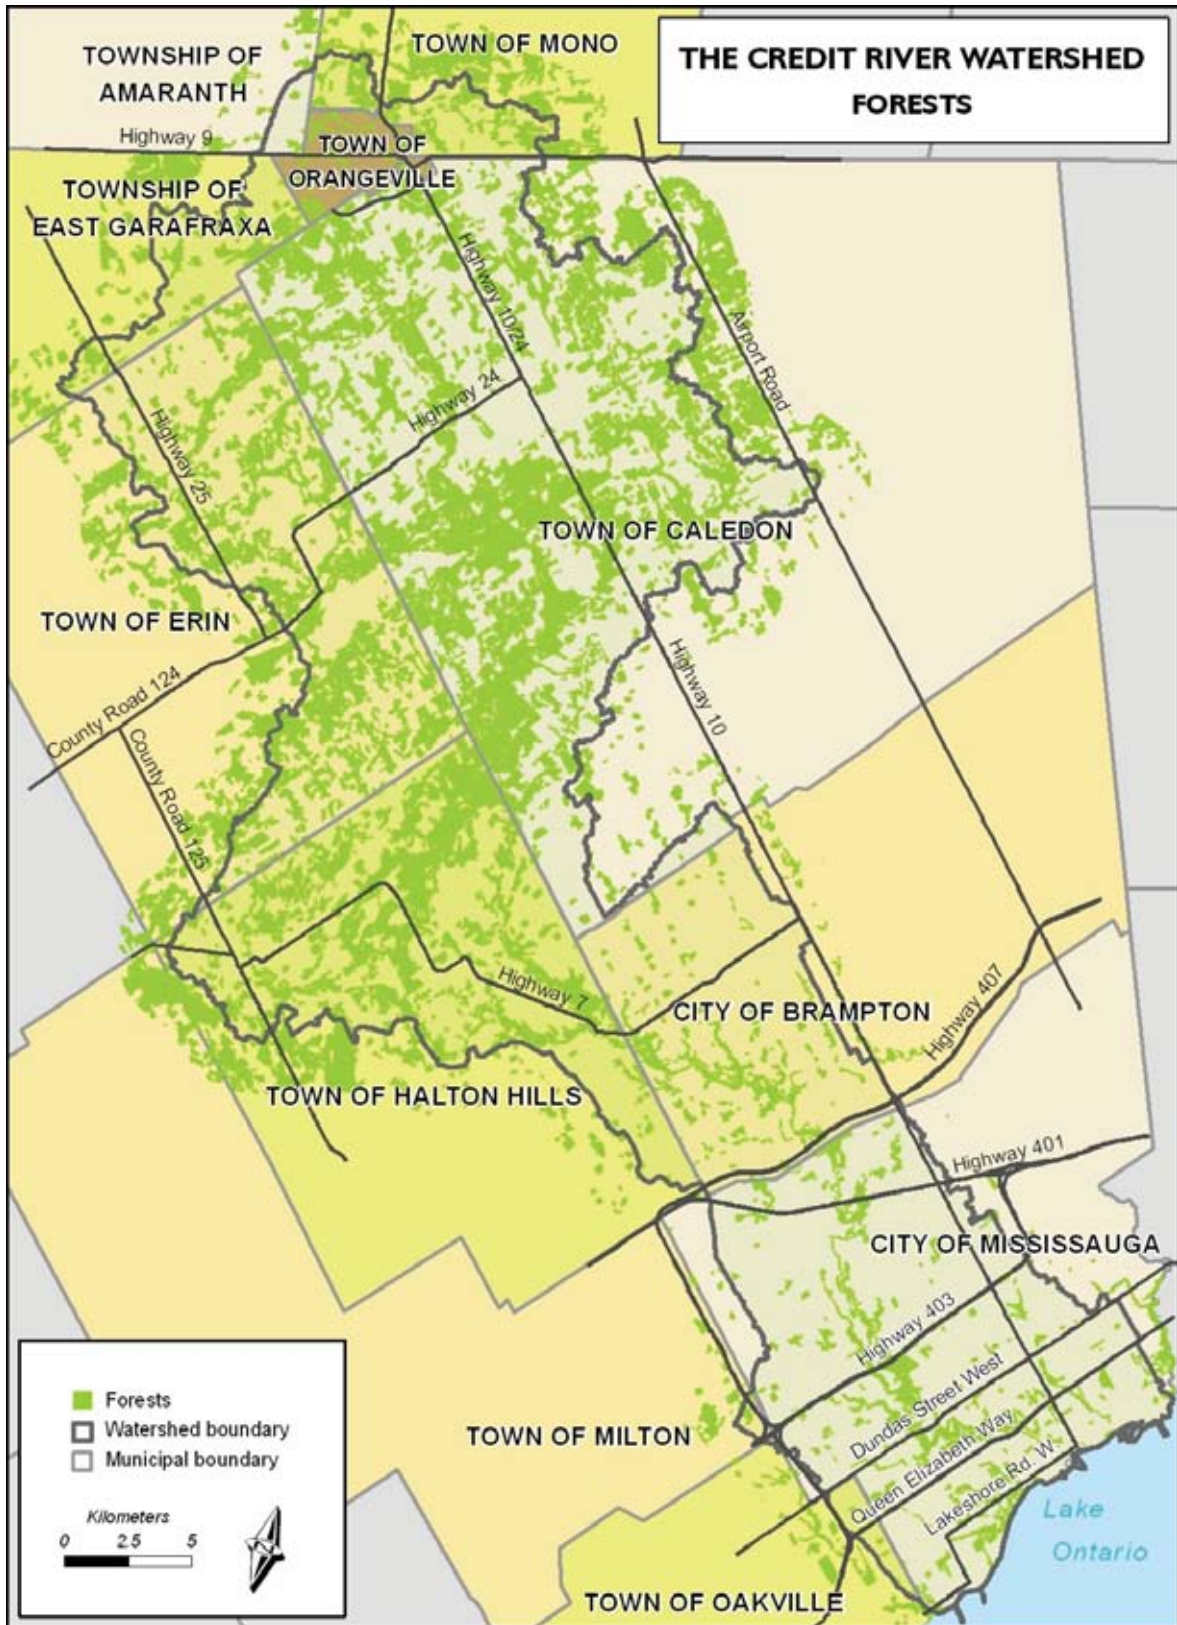 THE CREDIT RIVER WATERSHED
FORESTS
TOWNSHIP OF
AMARANTH
TOWN OF MONO
Highway 9
TOWN OF
ORANGEVILLE
TOWNSHIP OF
EAST GARAFRAXA
Highway 10/24
Airport Road
Highway 24
Highway 25
TOWN OF CALEDON
TOWN OF ERIN
Highway 10
County Road 124
County Road 125
Highway 7
CITY OF BRAMPTON
Highway 407
TOWN OF HALTON HILLS
Highway 401
CITY OF MISSISSAUGA
Highway 403
Dundas Street West
Queen Elizabeth Way
Lakeshore Rd. W.
TOWN OF MILTON
Lake
Ontario
TOWN OF OAKVILLE
Forests
Watershed boundary
Municipal boundary
Kilometers
0 2.5 5